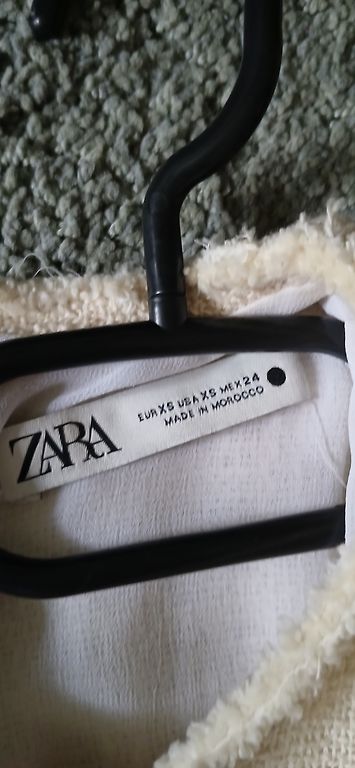 ZARA
EUR XS USA XS MEX 24
MADE IN MOROCCO